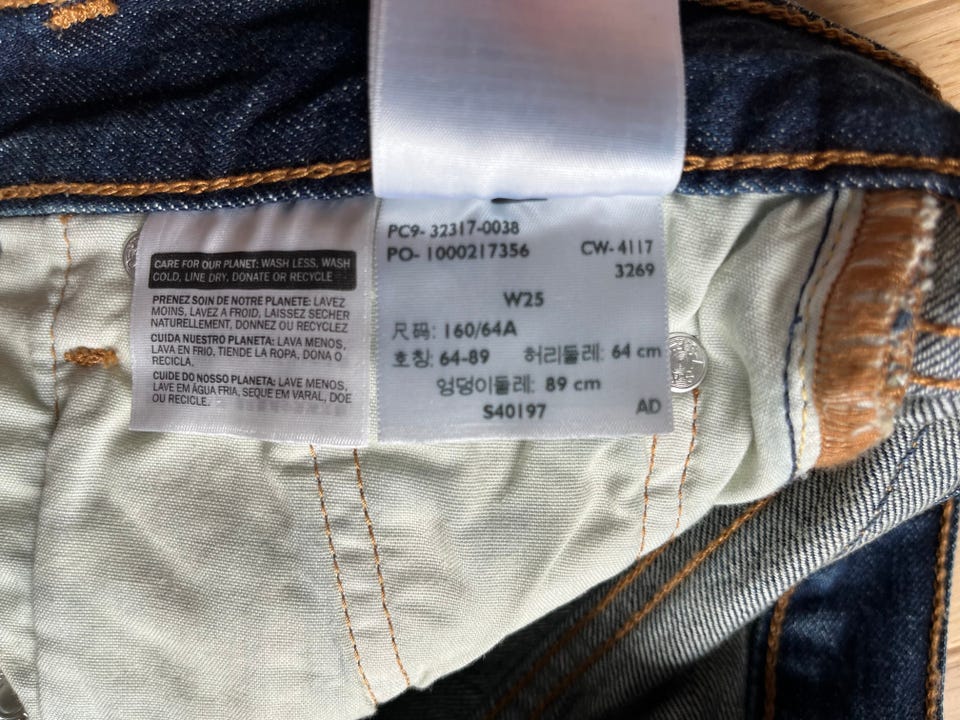 CARE FOR OUR PLANET: WASH LESS, WASH
COLD, LINE DRY, DONATE OR RECYCLE
PRENEZ SOIN DE NOTRE PLANETE: LAVEZ
MOINS, LAVEZ A FROID, LAISSEZ SECHER
NATURELLEMENT, DONNEZ OU RECYCLEZ
CUIDA NUESTRO PLANETA: LAVA MENOS,
LAVA EN FRIO, TIENDE LA ROPA, DONA O
RECICLA.
CUIDE DO NOSSO PLANETA: LAVE MENOS,
LAVE EM ÁGUA FRIA, SEQUE EM VARAL, DOE
OU RECICLE.
PC9- 32317-0038
PO- 1000217356 CW- 4117
3269
W25
尺码: 160/64A
호칭: 64-89 허리둘레: 64 cm
엉덩이둘레: 89 cm
S40197 AD